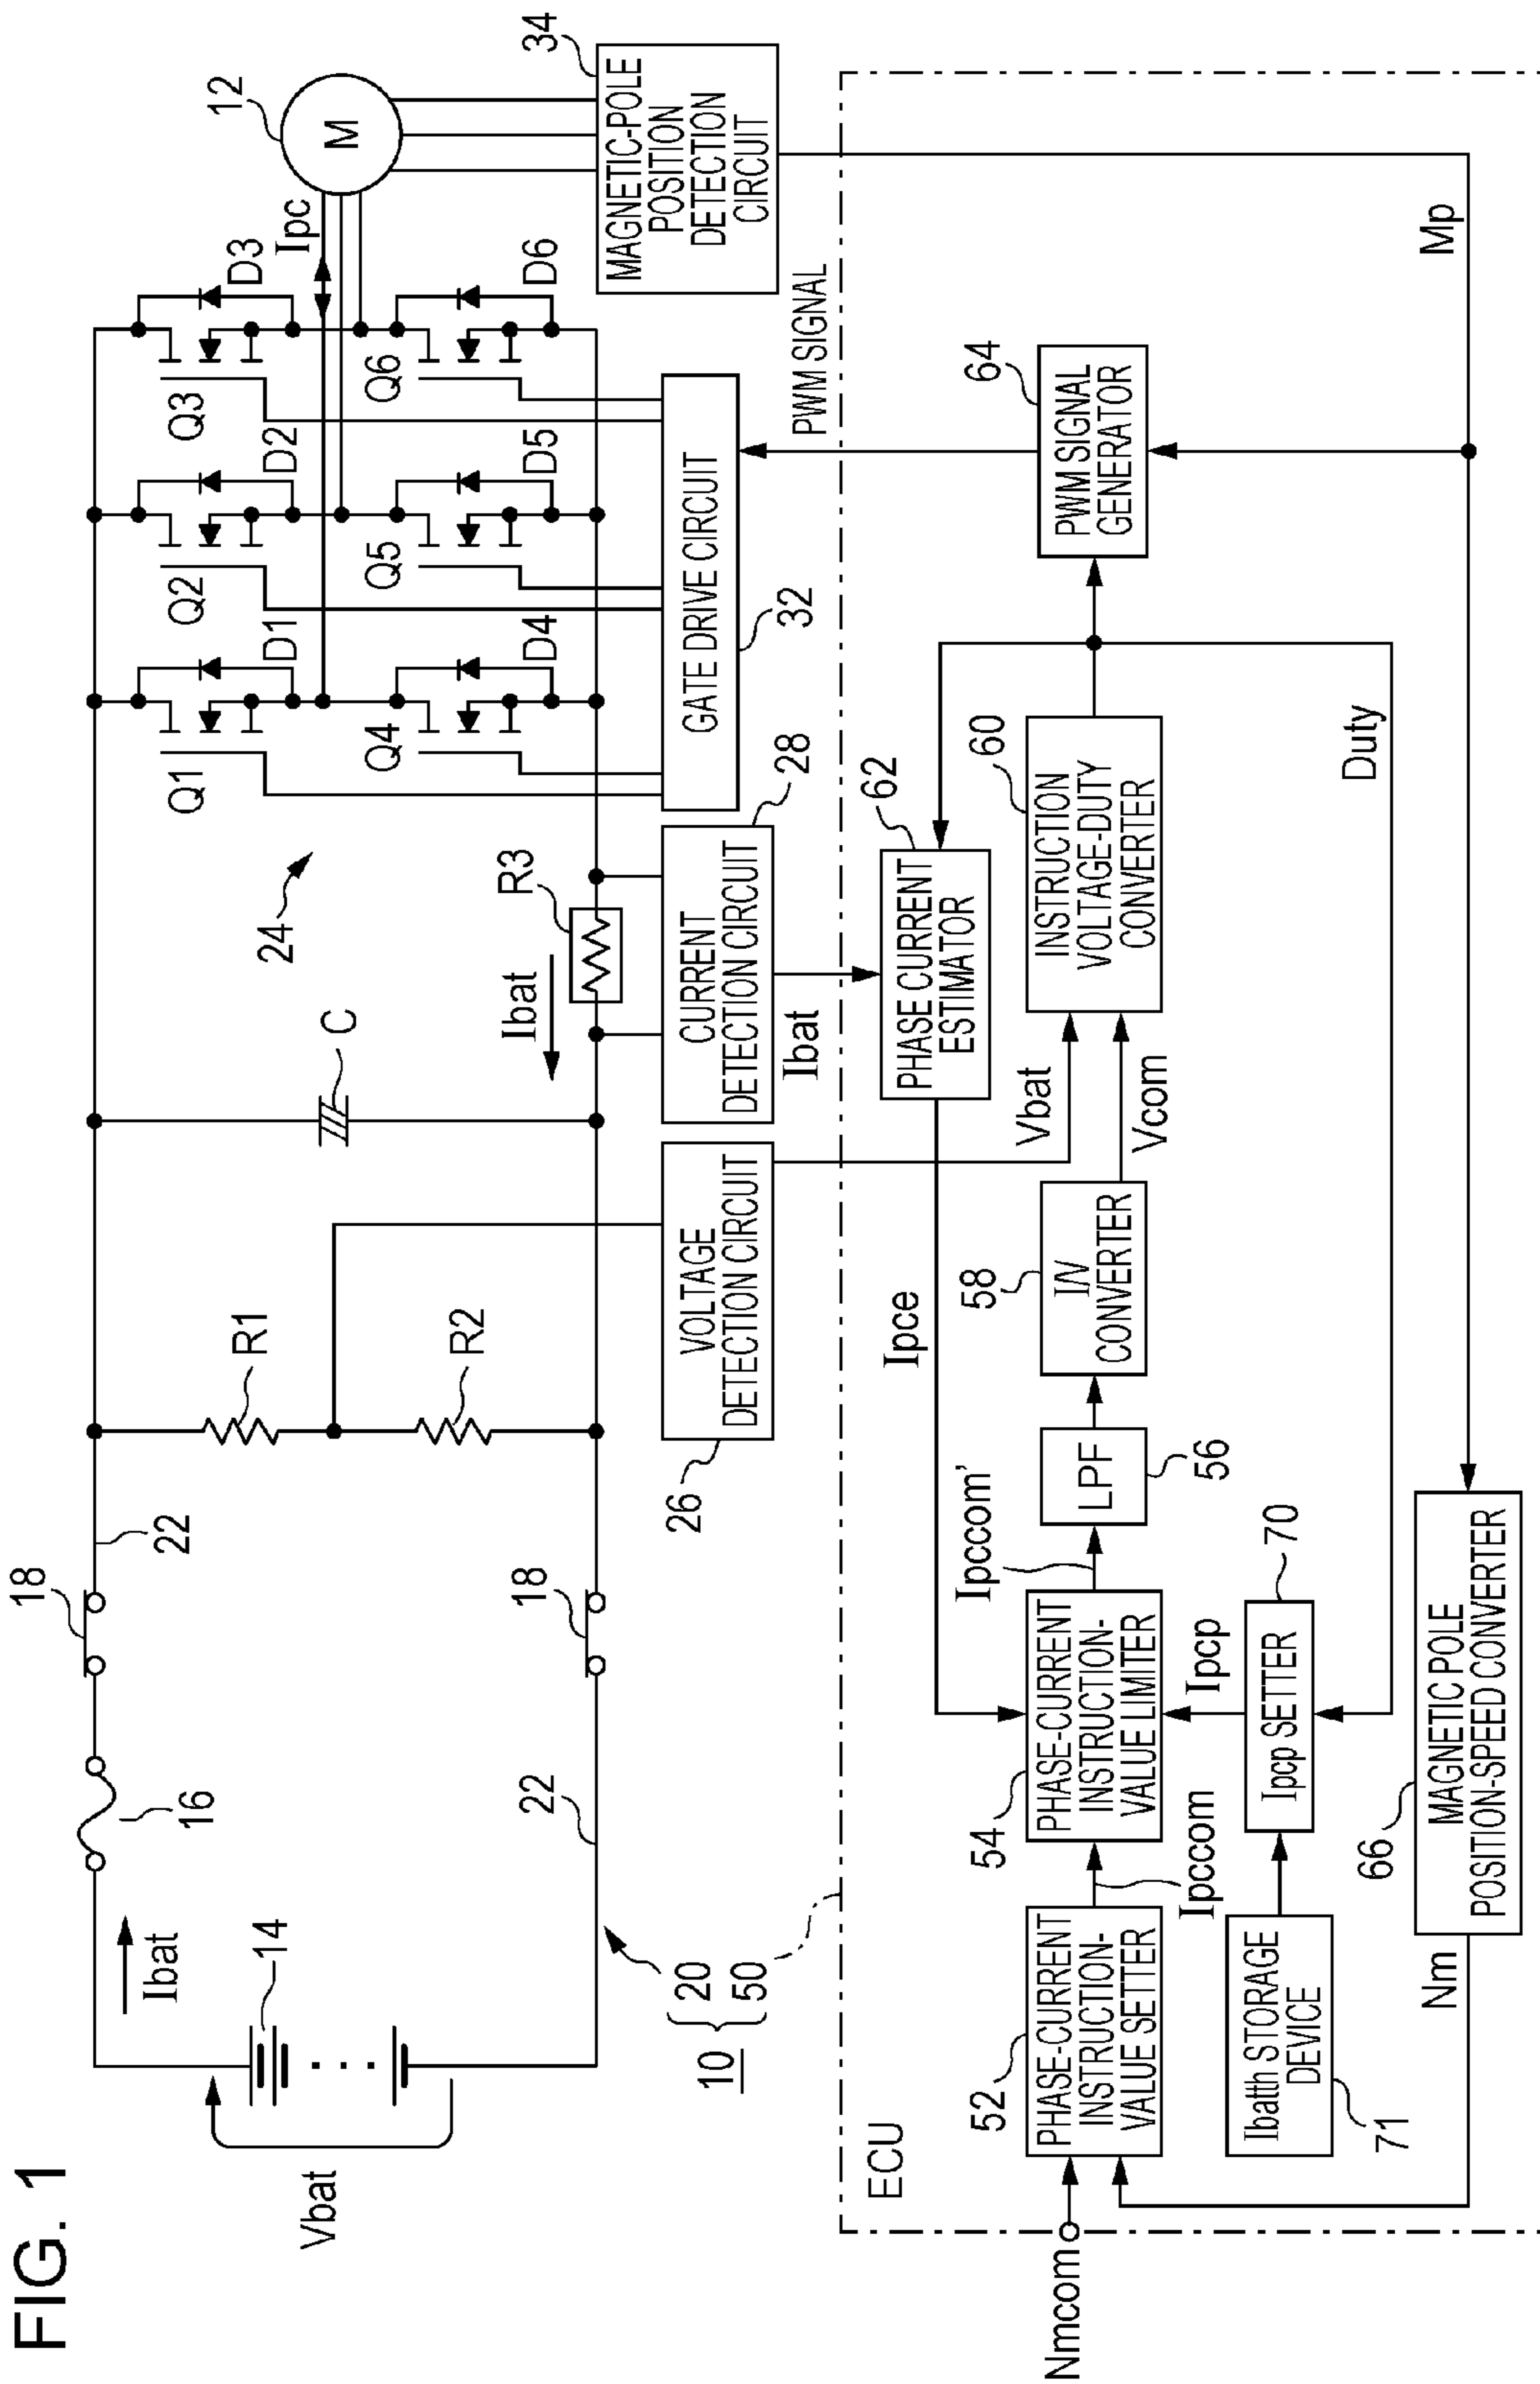 FIG. 1
Vbat
Ibat
14
16
18
22
R1
R2
C
24
Q1
D1
Q2
D2
Q3
D3
Ipc
12
M
Q4
D4
Q5
D5
Q6
D6
18
22
Ibat
R3
34
MAGNETIC-POLE
POSITION
DETECTION
CIRCUIT
10
20
50
26
VOLTAGE
DETECTION CIRCUIT
CURRENT
DETECTION CIRCUIT
28
GATE DRIVE CIRCUIT
32
Ibat
PWM SIGNAL
ECU
Ipce
PHASE CURRENT
ESTIMATOR
62
Nmcom
52
PHASE-CURRENT
INSTRUCTION-
VALUE SETTER
Ipccom
54
PHASE-CURRENT
INSTRUCTION-
VALUE LIMITER
Ipccom'
LPF
56
58
I/V
CONVERTER
Vbat
Vcom
60
INSTRUCTION
VOLTAGE-DUTY
CONVERTER
64
PWM SIGNAL
GENERATOR
Ibatth STORAGE
DEVICE
71
Ipcp
Ipcp SETTER
70
Duty
Mp
Nm
66
MAGNETIC POLE
POSITION-SPEED CONVERTER